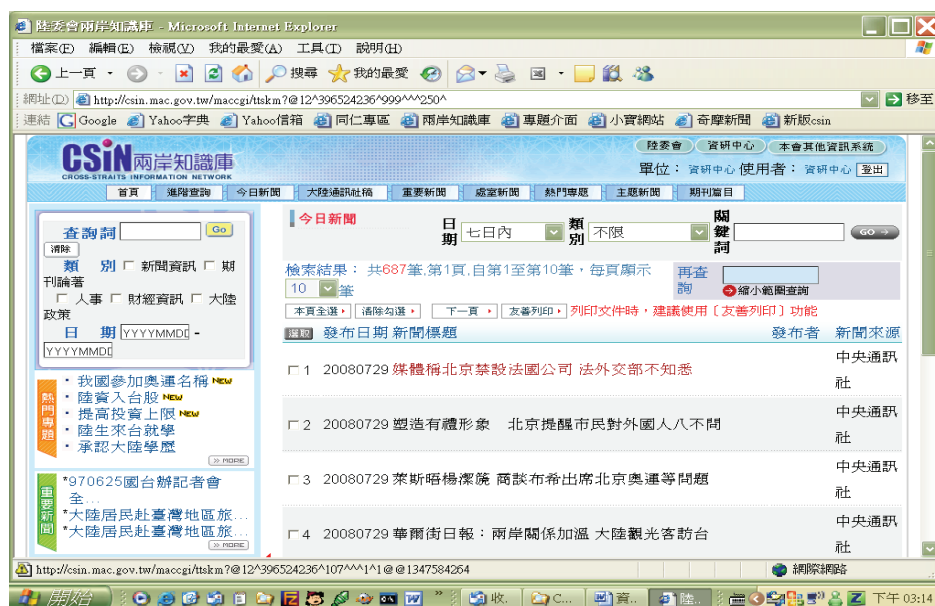 陸委會兩岸知識庫 - Microsoft Internet Explorer
檔案(F) 編輯(E) 檢視(V) 我的最愛(A) 工具(T) 說明(H)
上一頁 搜尋 我的最愛
網址(D) http://csin.mac.gov.tw/maccgi/ttskm?@12^396524236^999^^^250^ 移至
連結 Google Yahoo字典 Yahoo信箱 同仁專區 兩岸知識庫 專題介面 小寶網站 奇摩新聞 新版csin
陸委會 資研中心 本會其他資訊系統
CSiN兩岸知識庫
CROSS-STRAITS INFORMATION NETWORK
單位： 資研中心 使用者： 資研中心 登出
首頁 進階查詢 今日新聞 大陸通訊社稿 重要新聞 處室新聞 熱門專題 主題新聞 期刊篇目
查詢詞 Go
清除
類 別 新聞資訊 期
刊論著
人事 財經資訊 大陸
政策
日 期 YYYYMMDD -
YYYYMMDD
熱門專題
・我國參加奧運名稱 NEW
・陸資入台股 NEW
・提高投資上限 NEW
・陸生來台就學
・承認大陸學歷
>> MORE
重要新聞
*970625國台辦記者會
全...
*大陸居民赴臺灣地區旅...
*大陸居民赴臺灣地區旅...
>> MORE
今日新聞 日期 七日內 類別 不限 關鍵詞 GO
檢索結果： 共687筆,第1頁,自第1至第10筆，每頁顯示
10 筆
再查詢 縮小範圍查詢
本頁全選 清除勾選 下一頁 友善列印 列印文件時，建議使用〔友善列印〕功能
選取 發布日期 新聞標題 發布者 新聞來源
1 20080729 媒體稱北京禁設法國公司 法外交部不知悉 中央通訊
社
2 20080729 塑造有禮形象 北京提醒市民對外國人八不問 中央通訊
社
3 20080729 萊斯晤楊潔篪 商談布希出席北京奧運等問題 中央通訊
社
4 20080729 華爾街日報：兩岸關係加溫 大陸觀光客訪台 中央通訊
社
http://csin.mac.gov.tw/maccgi/ttskm?@12^396524236^107^^^1^1@@1347584264 網際網路
開始 收. C... 資.. 陸.. 下午 03:14